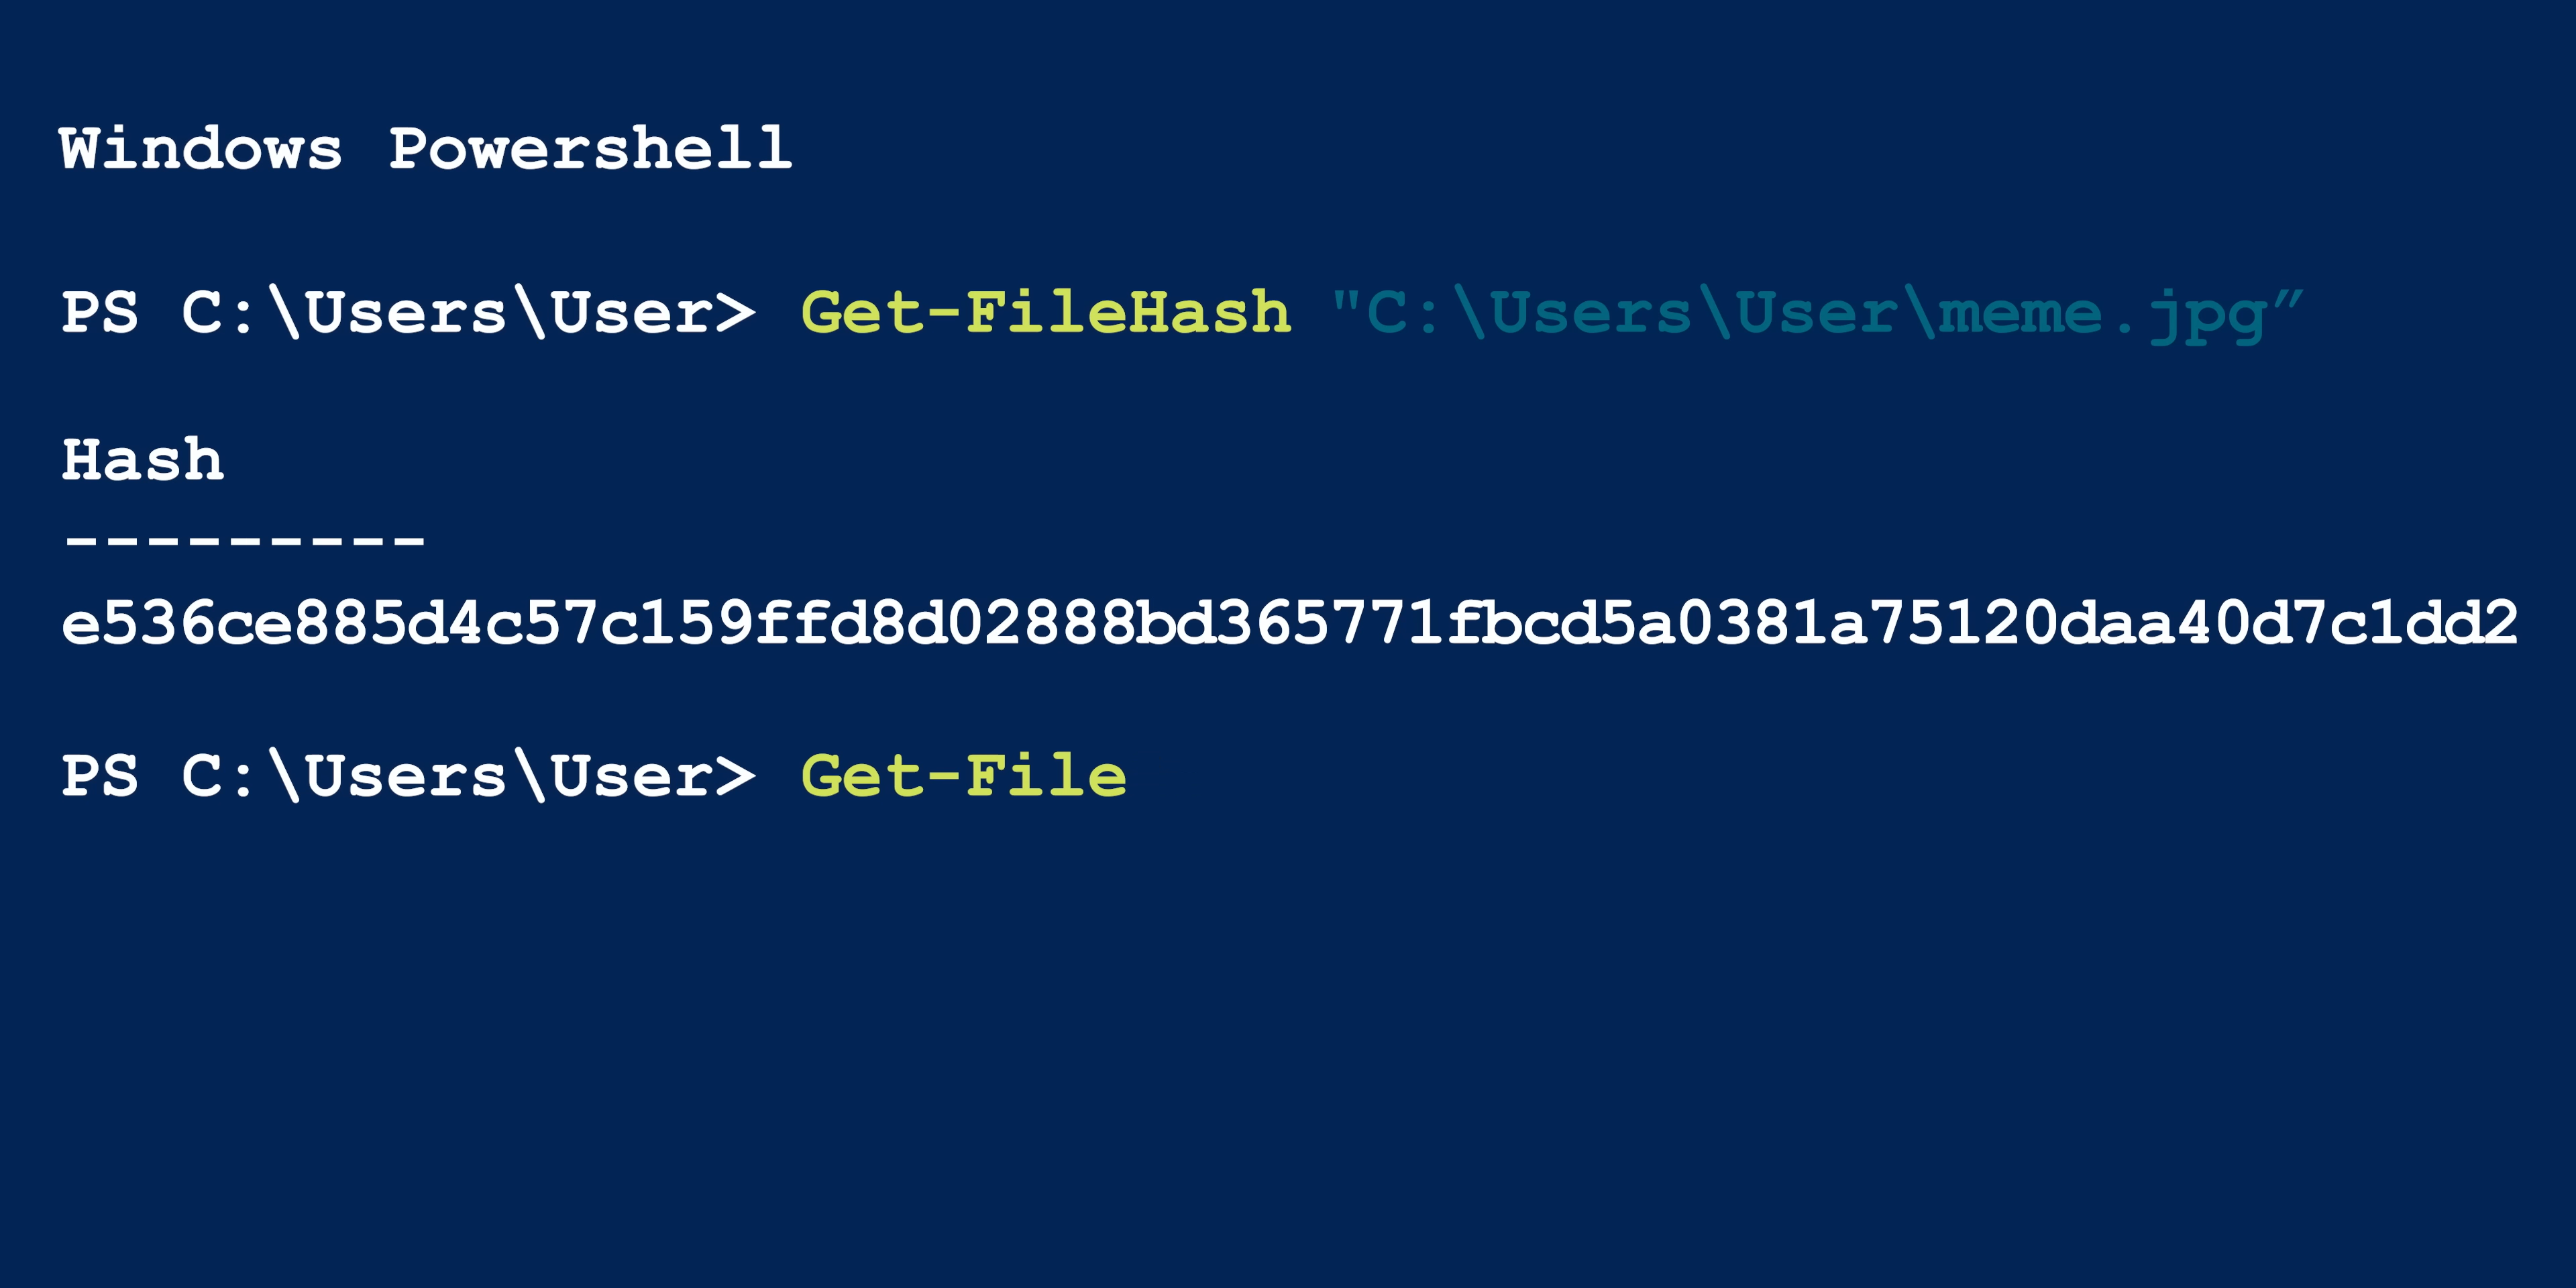 Windows Powershell
PS C:\Users\User> Get-FileHash "C:\Users\User\meme.jpg”
Hash
---------
e536ce885d4c57c159ffd8d02888bd365771fbcd5a0381a75120daa40d7c1dd2
PS C:\Users\User> Get-File